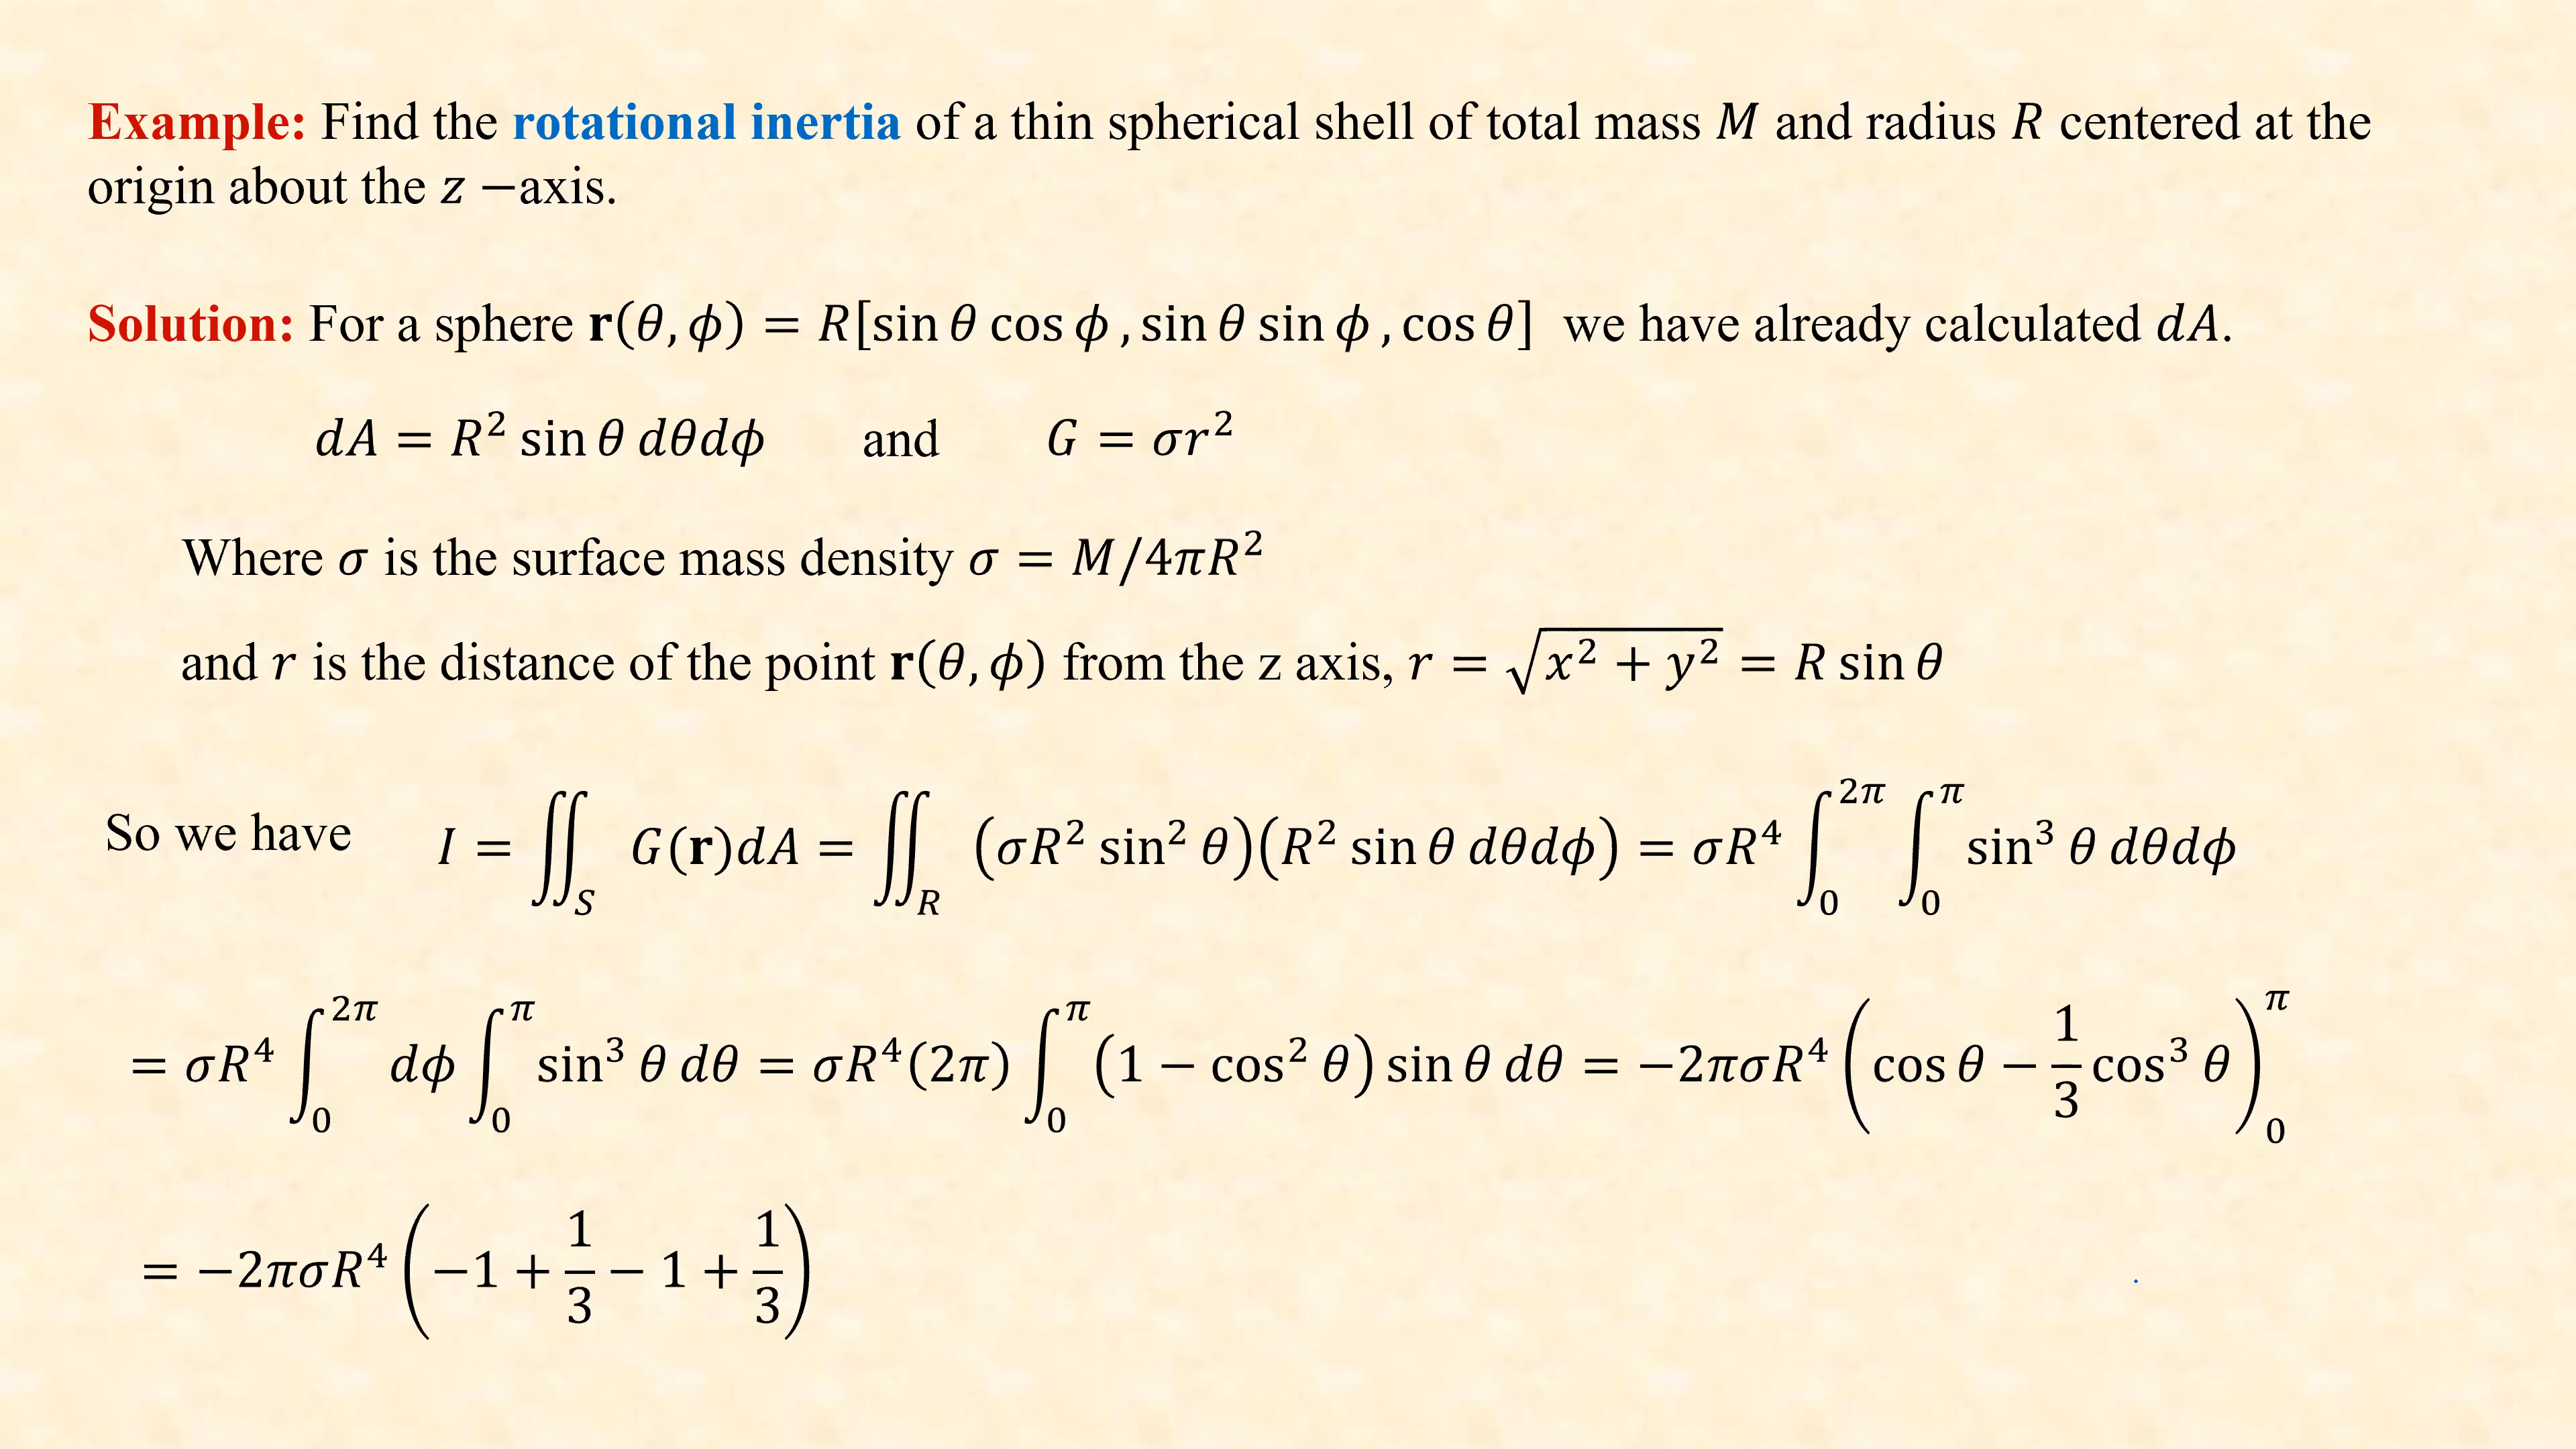 Example: Find the rotational inertia of a thin spherical shell of total mass M and radius R centered at the
origin about the z −axis.
Solution: For a sphere r(θ, ϕ) = R[sin θ cos ϕ , sin θ sin ϕ , cos θ] we have already calculated dA.
dA = R² sin θ dθdϕ and G = σr²
Where σ is the surface mass density σ = M/4πR²
and r is the distance of the point r(θ, ϕ) from the z axis, r = √(x² + y²) = R sin θ
So we have I = ∬_S G(r)dA = ∬_R (σR² sin² θ)(R² sin θ dθdϕ) = σR⁴ ∫_0^{2π} ∫_0^π sin³ θ dθdϕ
= σR⁴ ∫_0^{2π} dϕ ∫_0^π sin³ θ dθ = σR⁴(2π) ∫_0^π (1 − cos² θ) sin θ dθ = −2πσR⁴ (cos θ − 1/3 cos³ θ)_0^π
= −2πσR⁴ (−1 + 1/3 − 1 + 1/3)